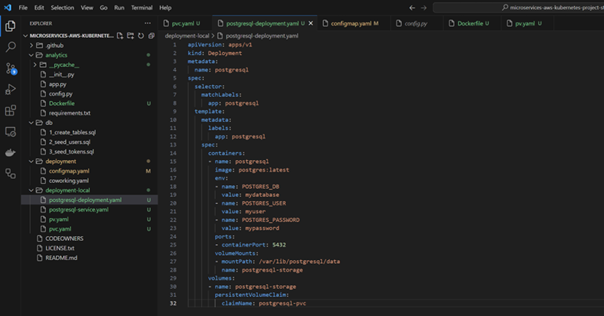 File Edit Selection View Go Run Terminal Help
microservices-aws-kubernetes-project-s
EXPLORER
MICROSERVICES-AWS-KUBERNETE...
.github
analytics
__pycache__
__init__.py
app.py
config.py
Dockerfile U
requirements.txt
db
1_create_tables.sql
2_seed_users.sql
3_seed_tokens.sql
deployment
configmap.yaml M
coworking.yaml
deployment-local
postgresql-deployment.yaml U
postgresql-service.yaml U
pv.yaml U
pvc.yaml U
CODEOWNERS
LICENSE.txt
README.md
pvc.yaml U
postgresql-deployment.yaml U
configmap.yaml M
config.py
Dockerfile U
pv.yaml U
deployment-local > postgresql-deployment.yaml
1 apiVersion: apps/v1
2 kind: Deployment
3 metadata:
4 name: postgresql
5 spec:
6 selector:
7 matchLabels:
8 app: postgresql
9 template:
10 metadata:
11 labels:
12 app: postgresql
13 spec:
14 containers:
15 - name: postgresql
16 image: postgres:latest
17 env:
18 - name: POSTGRES_DB
19 value: mydatabase
20 - name: POSTGRES_USER
21 value: myuser
22 - name: POSTGRES_PASSWORD
23 value: mypassword
24 ports:
25 - containerPort: 5432
26 volumeMounts:
27 - mountPath: /var/lib/postgresql/data
28 name: postgresql-storage
29 volumes:
30 - name: postgresql-storage
31 persistentVolumeClaim:
32 claimName: postgresql-pvc